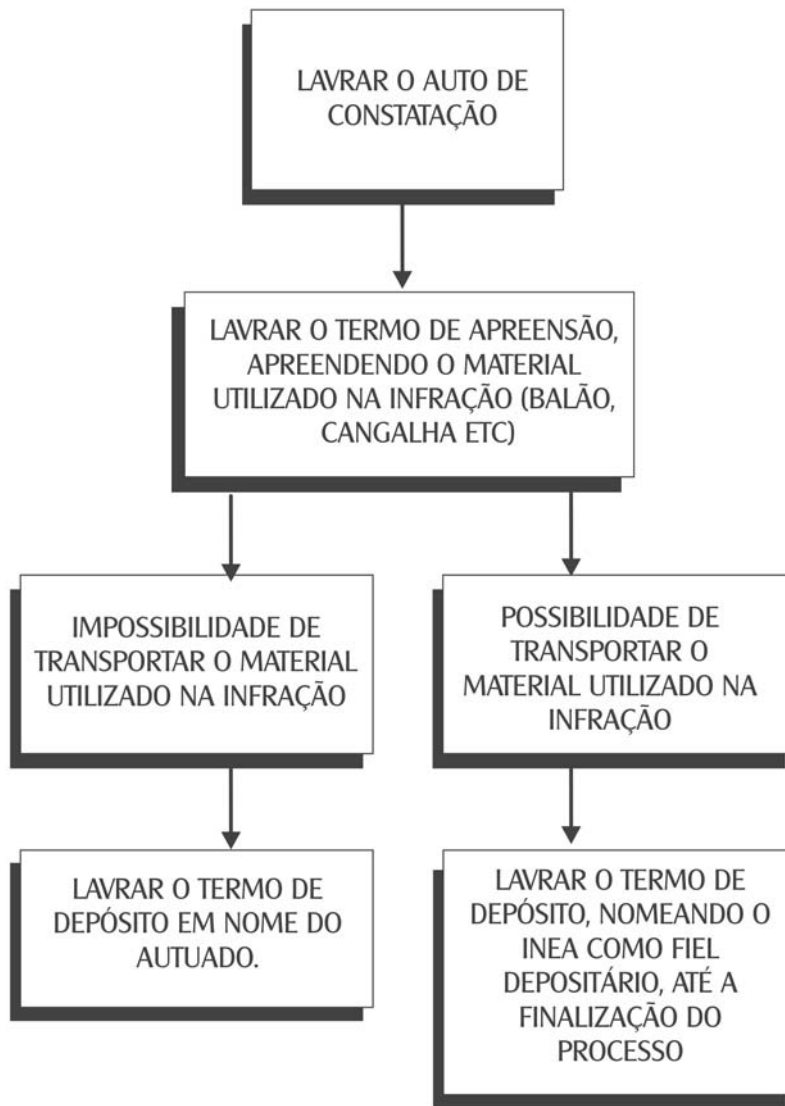 LAVRAR O AUTO DE
CONSTATAÇÃO
LAVRAR O TERMO DE APREENSÃO,
APREENDENDO O MATERIAL
UTILIZADO NA INFRAÇÃO (BALÃO,
CANGALHA ETC)
IMPOSSIBILIDADE DE
TRANSPORTAR O MATERIAL
UTILIZADO NA INFRAÇÃO
POSSIBILIDADE DE
TRANSPORTAR O
MATERIAL UTILIZADO NA
INFRAÇÃO
LAVRAR O TERMO DE
DEPÓSITO EM NOME DO
AUTUADO.
LAVRAR O TERMO DE
DEPÓSITO, NOMEANDO O
INEA COMO FIEL
DEPOSITÁRIO, ATÉ A
FINALIZAÇÃO DO
PROCESSO